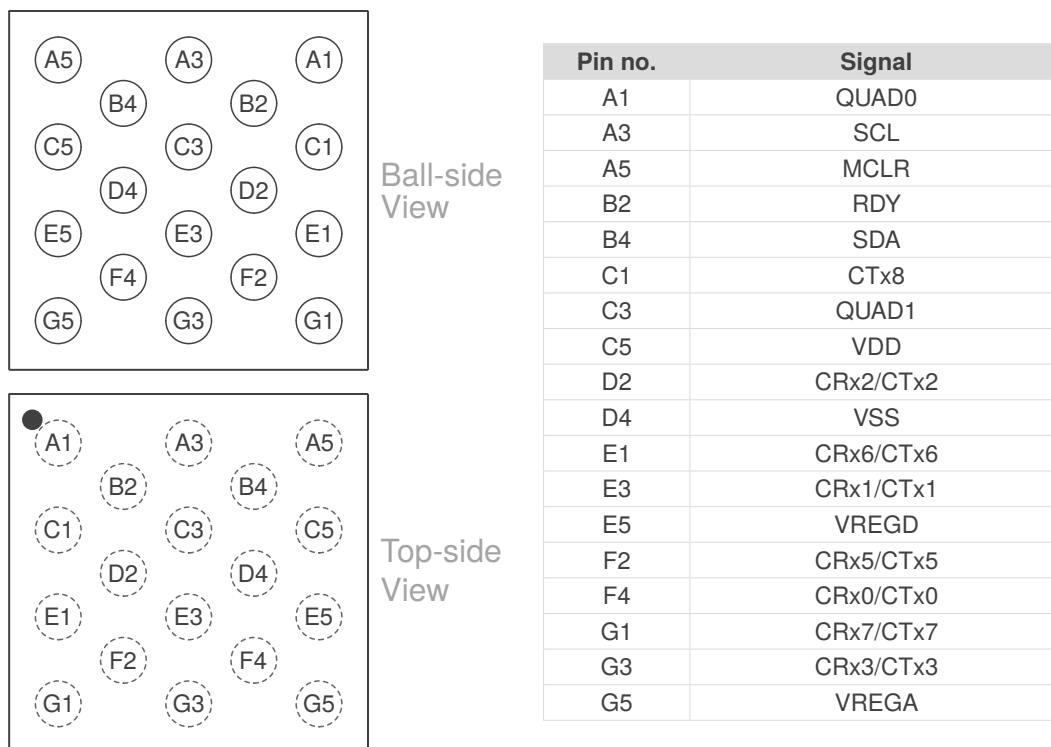 A5 A3 A1
B4 B2
C5 C3 C1
D4 D2
E5 E3 E1
F4 F2
G5 G3 G1
Ball-side
View
A1 A3 A5
B2 B4
C1 C3 C5
D2 D4
E1 E3 E5
F2 F4
G1 G3 G5
Top-side
View
Pin no. Signal
A1 QUAD0
A3 SCL
A5 MCLR
B2 RDY
B4 SDA
C1 CTx8
C3 QUAD1
C5 VDD
D2 CRx2/CTx2
D4 VSS
E1 CRx6/CTx6
E3 CRx1/CTx1
E5 VREGD
F2 CRx5/CTx5
F4 CRx0/CTx0
G1 CRx7/CTx7
G3 CRx3/CTx3
G5 VREGA